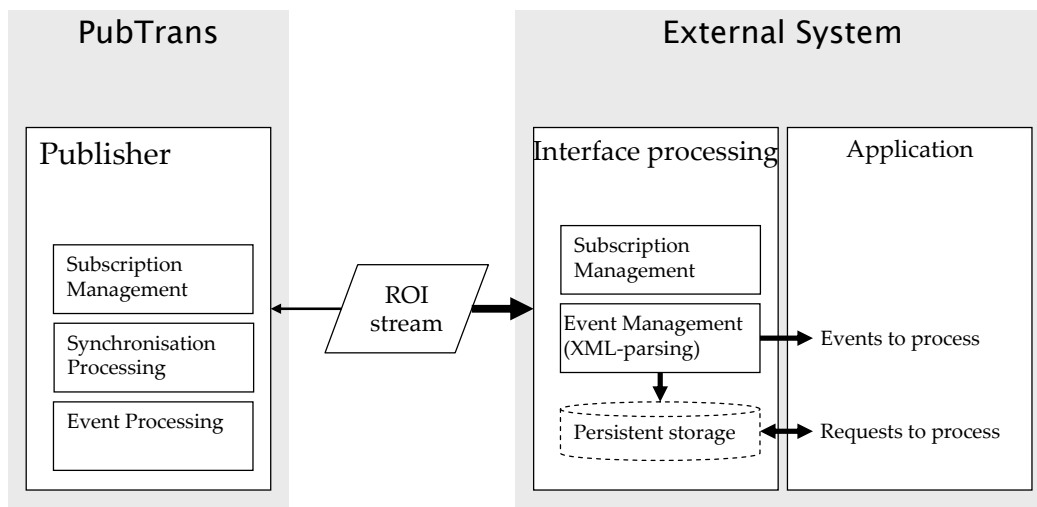 PubTrans
Publisher
Subscription
Management
Synchronisation
Processing
Event Processing
ROI
stream
External System
Interface processing
Subscription
Management
Event Management
(XML-parsing)
Persistent storage
Application
Events to process
Requests to process